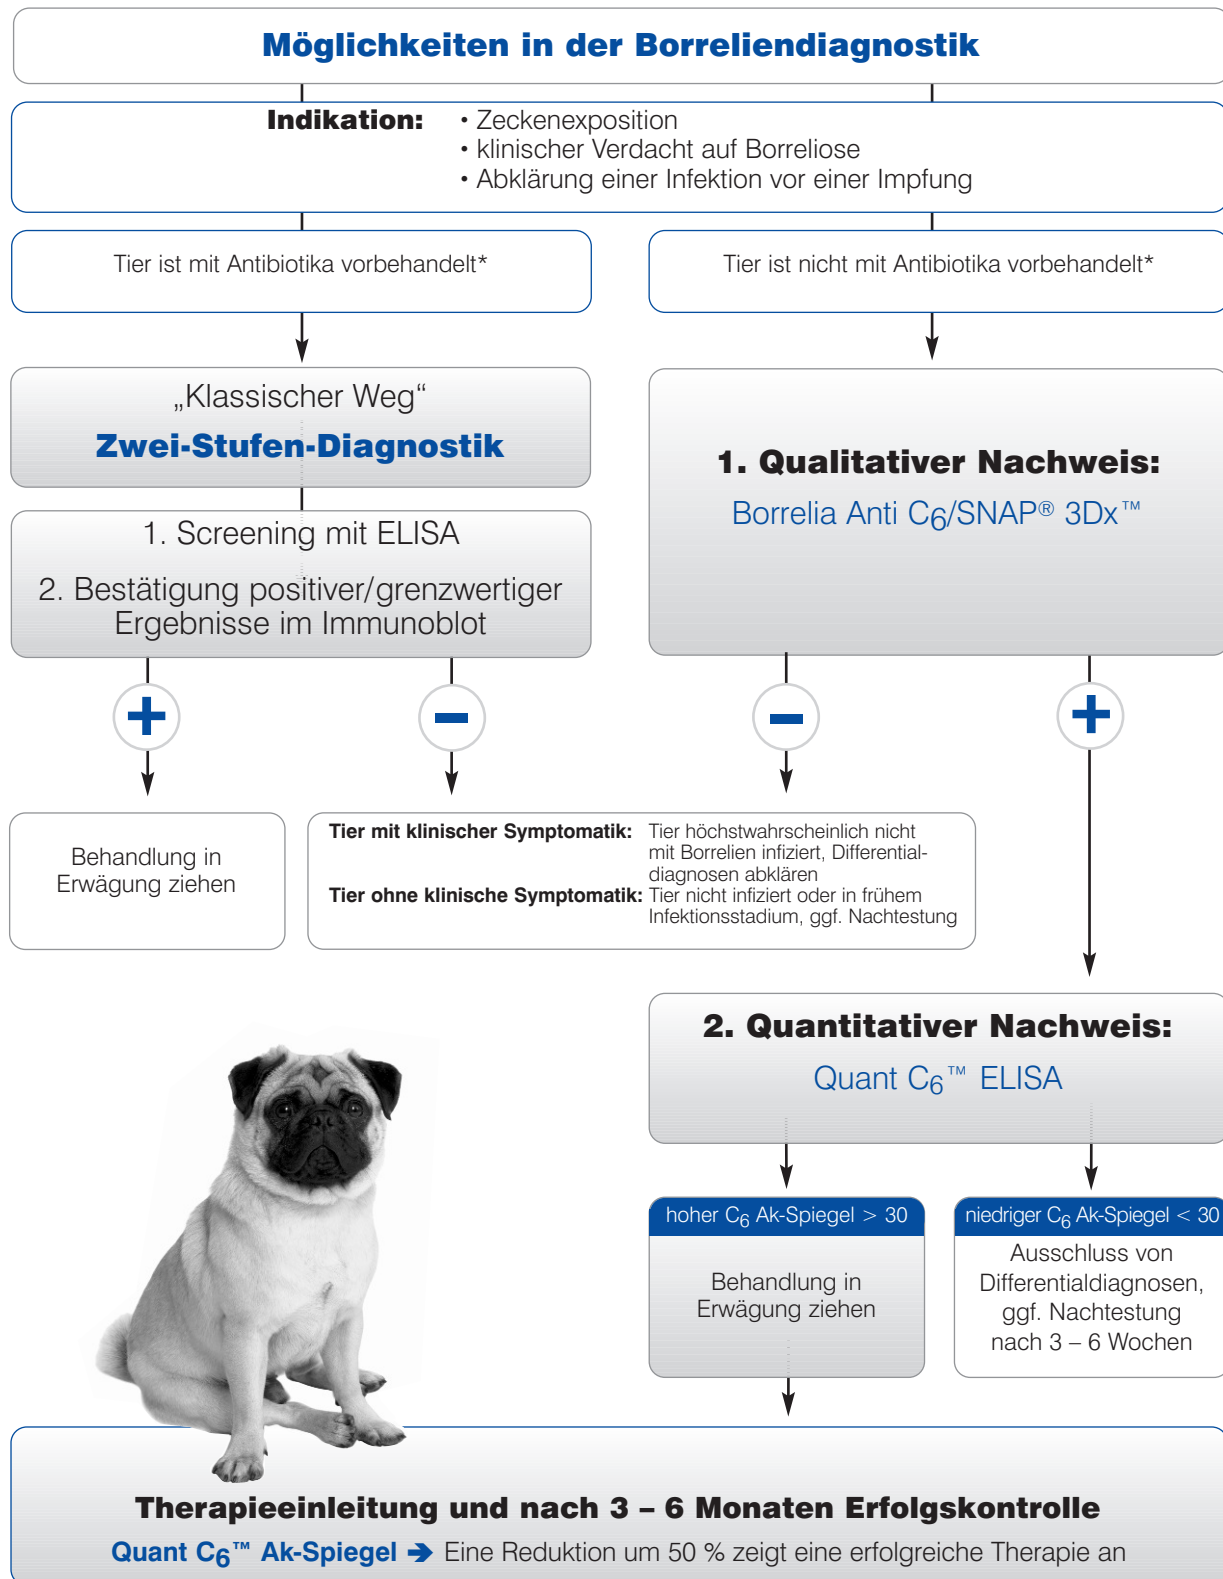 Möglichkeiten in der Borreliendiagnostik
Indikation: • Zeckenexposition
• klinischer Verdacht auf Borreliose
• Abklärung einer Infektion vor einer Impfung
Tier ist mit Antibiotika vorbehandelt*
Tier ist nicht mit Antibiotika vorbehandelt*
„Klassischer Weg“
Zwei-Stufen-Diagnostik
1. Screening mit ELISA
2. Bestätigung positiver/grenzwertiger
Ergebnisse im Immunoblot
1. Qualitativer Nachweis:
Borrelia Anti C6/SNAP® 3Dx™
+
–
–
+
Behandlung in
Erwägung ziehen
Tier mit klinischer Symptomatik: Tier höchstwahrscheinlich nicht
mit Borrelien infiziert, Differential-
diagnosen abklären
Tier ohne klinische Symptomatik: Tier nicht infiziert oder in frühem
Infektionsstadium, ggf. Nachtestung
2. Quantitativer Nachweis:
Quant C6™ ELISA
hoher C6 Ak-Spiegel > 30
Behandlung in
Erwägung ziehen
niedriger C6 Ak-Spiegel < 30
Ausschluss von
Differentialdiagnosen,
ggf. Nachtestung
nach 3 – 6 Wochen
Therapieeinleitung und nach 3 – 6 Monaten Erfolgskontrolle
Quant C6™ Ak-Spiegel ➔ Eine Reduktion um 50 % zeigt eine erfolgreiche Therapie an